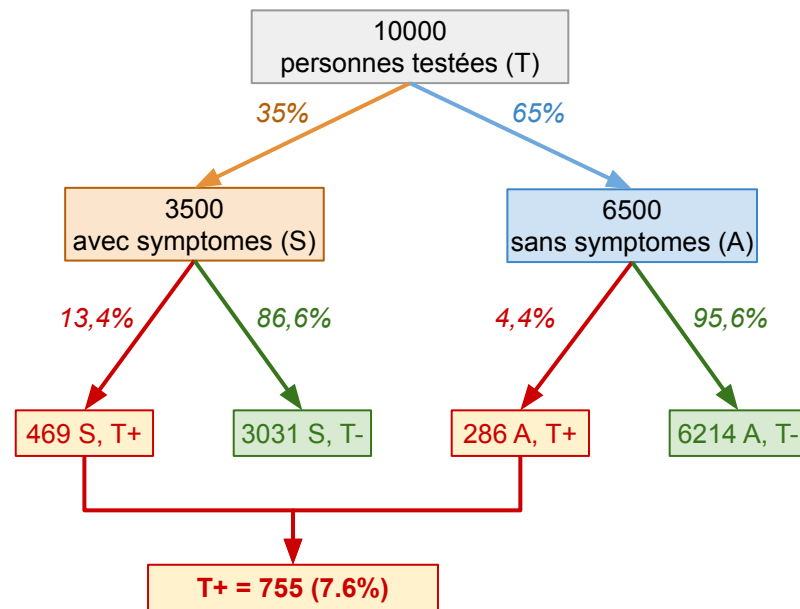 10000
personnes testées (T)
35%
65%
3500
avec symptomes (S)
6500
sans symptomes (A)
13,4%
86,6%
4,4%
95,6%
469 S, T+
3031 S, T-
286 A, T+
6214 A, T-
T+ = 755 (7.6%)